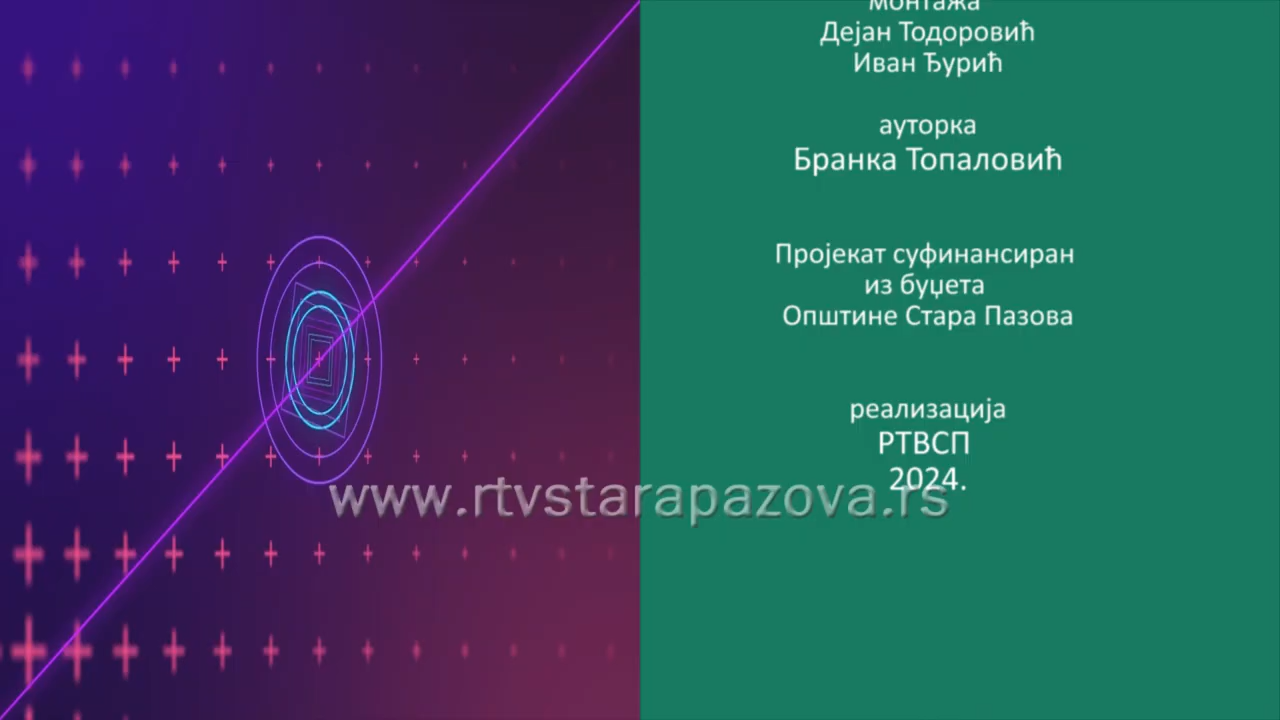 монтажа
Дејан Тодоровић
Иван Ђурић
ауторка
Бранка Топаловић
Пројекат суфинансиран
из буџета
Општине Стара Пазова
реализација
РТВСП
2024.
www.rtvstarapazova.rs